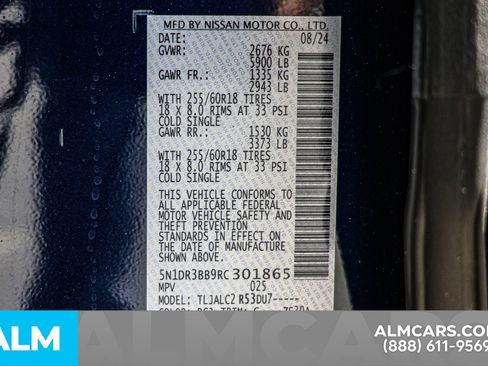 MFD BY NISSAN MOTOR CO., LTD.
DATE: 08/24
GVWR: 2676 KG
5900 LB
GAWR FR.: 1335 KG
2943 LB
WITH 255/60R18 TIRES
18 X 8.0 RIMS AT 33 PSI
COLD SINGLE
GAWR RR.: 1530 KG
3373 LB
WITH 255/60R18 TIRES
18 X 8.0 RIMS AT 33 PSI
COLD SINGLE
THIS VEHICLE CONFORMS TO
ALL APPLICABLE FEDERAL
MOTOR VEHICLE SAFETY AND
THEFT PREVENTION
STANDARDS IN EFFECT ON
THE DATE OF MANUFACTURE
SHOWN ABOVE.
5N1DR3BB9RC301865
MPV 025
MODEL: TLJALC2 R53DU7-----
ALM
ALM CARS
ALMCARS.COM
(888) 611-9569